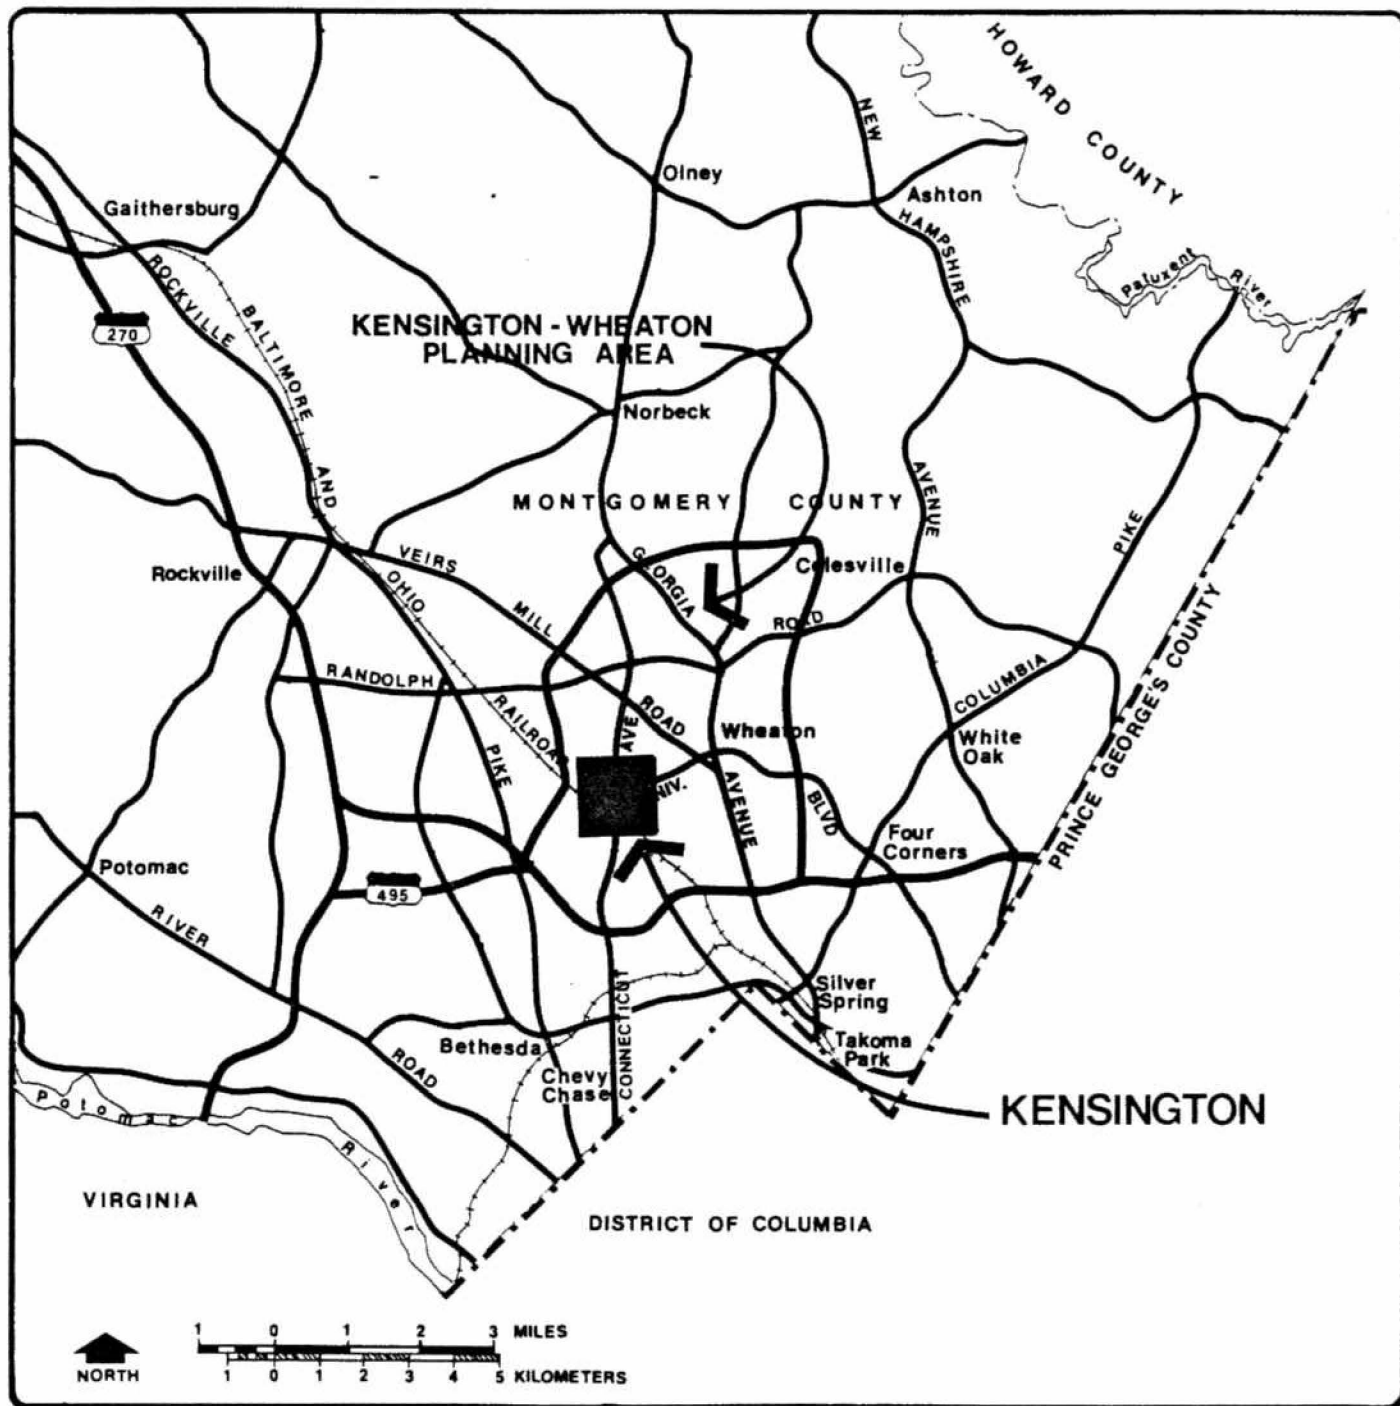 HOWARD COUNTY
NEW
HAMPSHIRE
AVENUE
Olney
Ashton
Gaithersburg
Patuxent
River
ROCKVILLE
PIKE
BALTIMORE
AND
OHIO
RAILROAD
270
KENSINGTON - WHEATON
PLANNING AREA
Norbeck
MONTGOMERY COUNTY
PIKE
COLUMBIA
PRINCE GEORGE'S COUNTY
VEIRS
MILL
ROAD
GEORGIA
AVENUE
Colesville
Rockville
RANDOLPH
ROAD
AVE
Wheaton
White
Oak
NIV.
BLVD
Four
Corners
Potomac
495
RIVER
ROAD
Silver
Spring
Takoma
Park
Bethesda
Chevy
Chase
CONNECTICUT
KENSINGTON
Potomac
River
VIRGINIA
DISTRICT OF COLUMBIA
NORTH
1 0 1 2 3 MILES
1 0 1 2 3 4 5 KILOMETERS